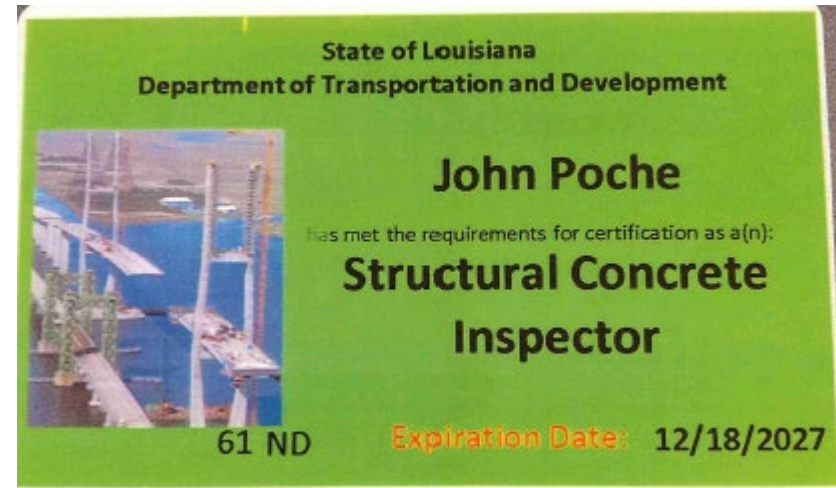 State of Louisiana
Department of Transportation and Development
John Poche
has met the requirements for certification as a(n):
Structural Concrete
Inspector
61 ND Expiration Date: 12/18/2027